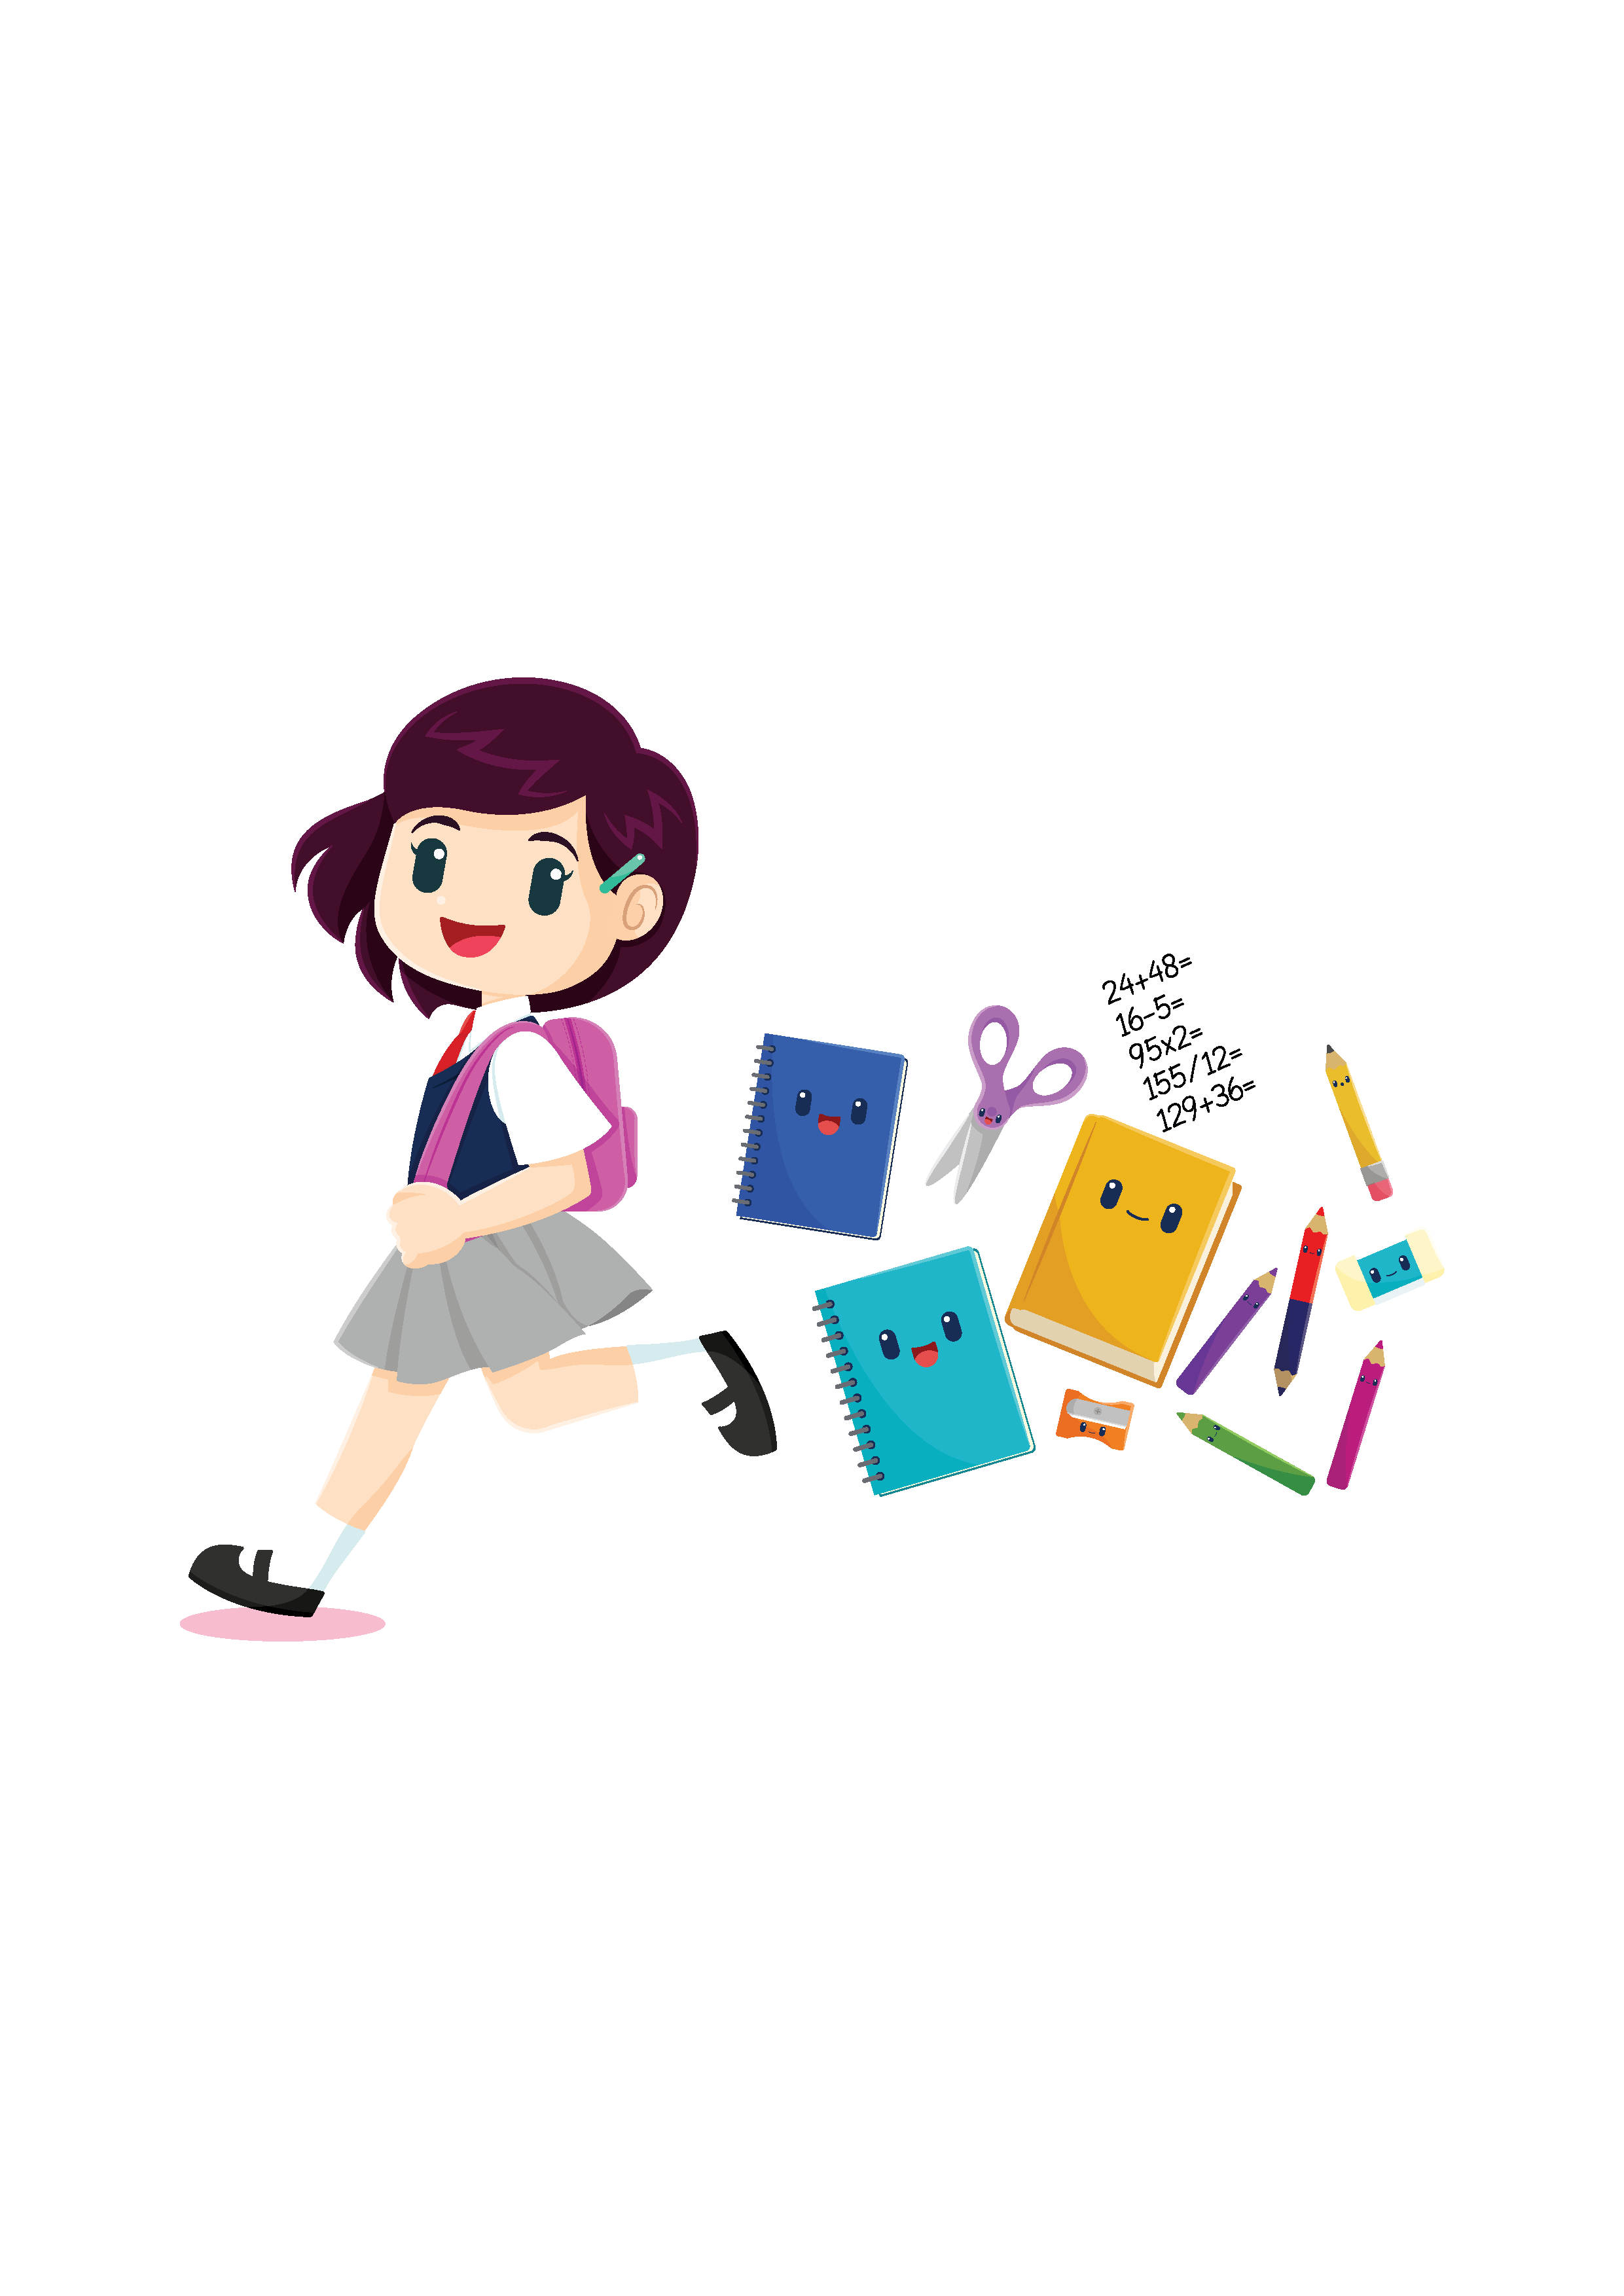 24+48=
16-5=
95x2=
155/12=
129+36=